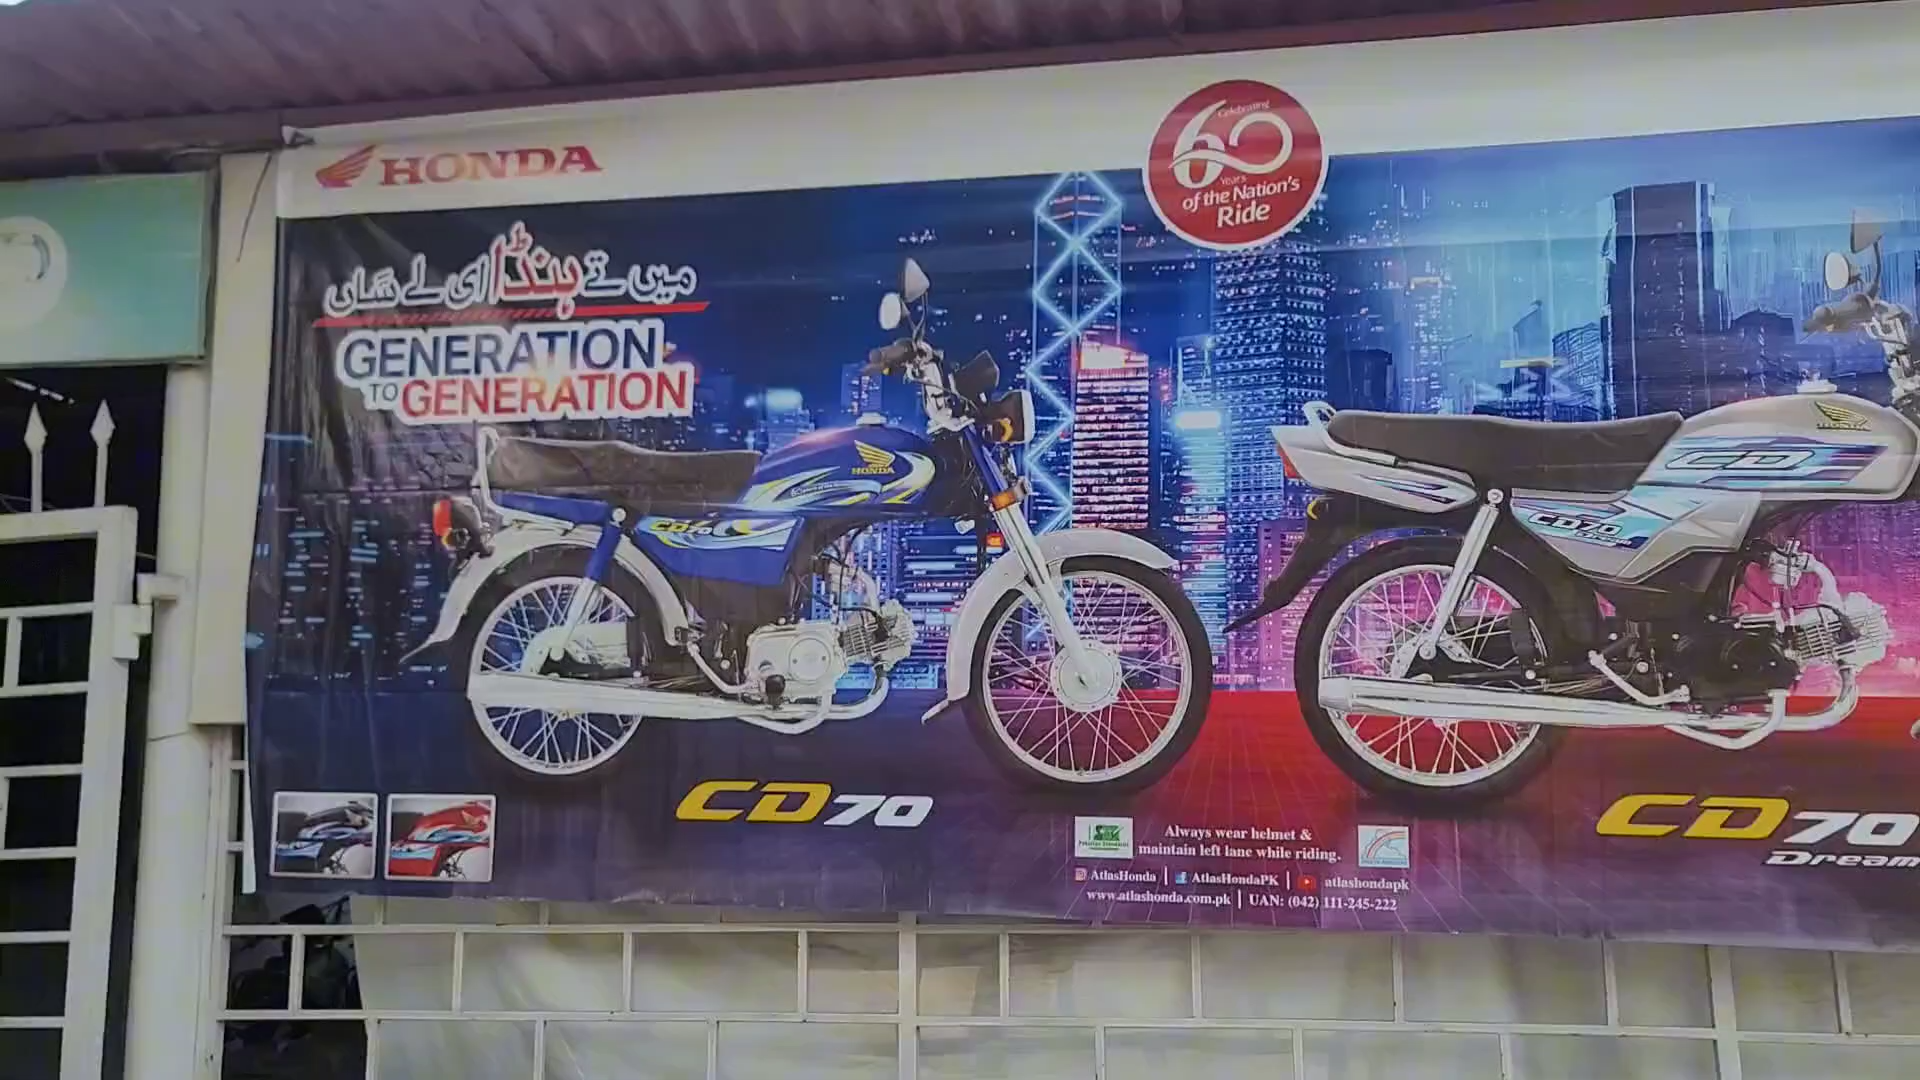 HONDA
Celebrating
60
Years
of the Nation's
Ride
میں تے ہنڈا ای لے ساں
GENERATION
TO GENERATION
HONDA
CD70
HONDA
CD
CD70
Dream
CD70
CD70
Dream
Always wear helmet &
maintain left lane while riding.
AtlasHonda | AtlasHondaPK | atlashondapk
www.atlashonda.com.pk | UAN: (042) 111-245-222